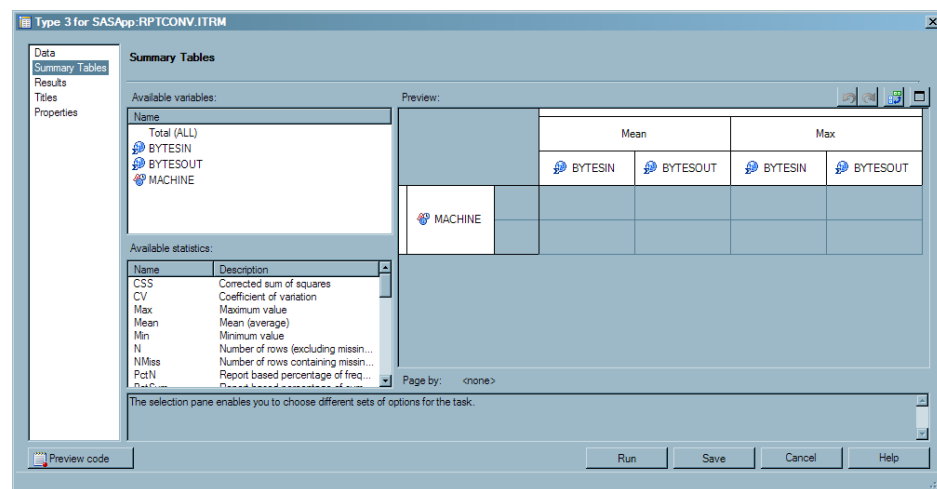 Type 3 for SASApp:RPTCONV.ITRM
Data
Summary Tables
Results
Titles
Properties
Summary Tables
Available variables:
Name
Total (ALL)
BYTESIN
BYTESOUT
MACHINE
Available statistics:
Name Description
CSS Corrected sum of squares
CV Coefficient of variation
Max Maximum value
Mean Mean (average)
Min Minimum value
N Number of rows (excluding missin...
NMiss Number of rows containing missin...
PctN Report based percentage of freq...
Preview:
Mean Max
BYTESIN BYTESOUT BYTESIN BYTESOUT
MACHINE
Page by: <none>
The selection pane enables you to choose different sets of options for the task.
Preview code Run Save Cancel Help